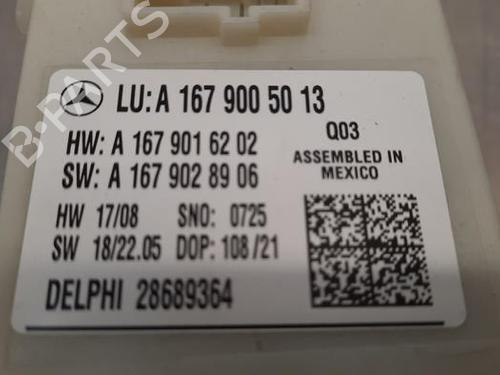 B-PARTS
LU: A 167 900 50 13
HW: A 167 901 62 02
SW: A 167 902 89 06
Q03
ASSEMBLED IN
MEXICO
HW 17/08 SNO: 0725
SW 18/22.05 DOP: 108/21
DELPHI 28689364